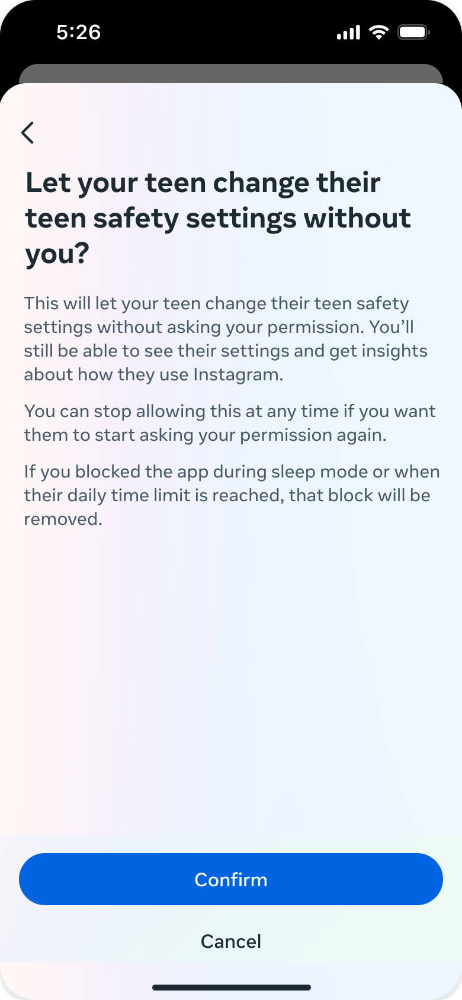 5:26
Let your teen change their
teen safety settings without
you?
This will let your teen change their teen safety
settings without asking your permission. You’ll
still be able to see their settings and get insights
about how they use Instagram.
You can stop allowing this at any time if you want
them to start asking your permission again.
If you blocked the app during sleep mode or when
their daily time limit is reached, that block will be
removed.
Confirm
Cancel